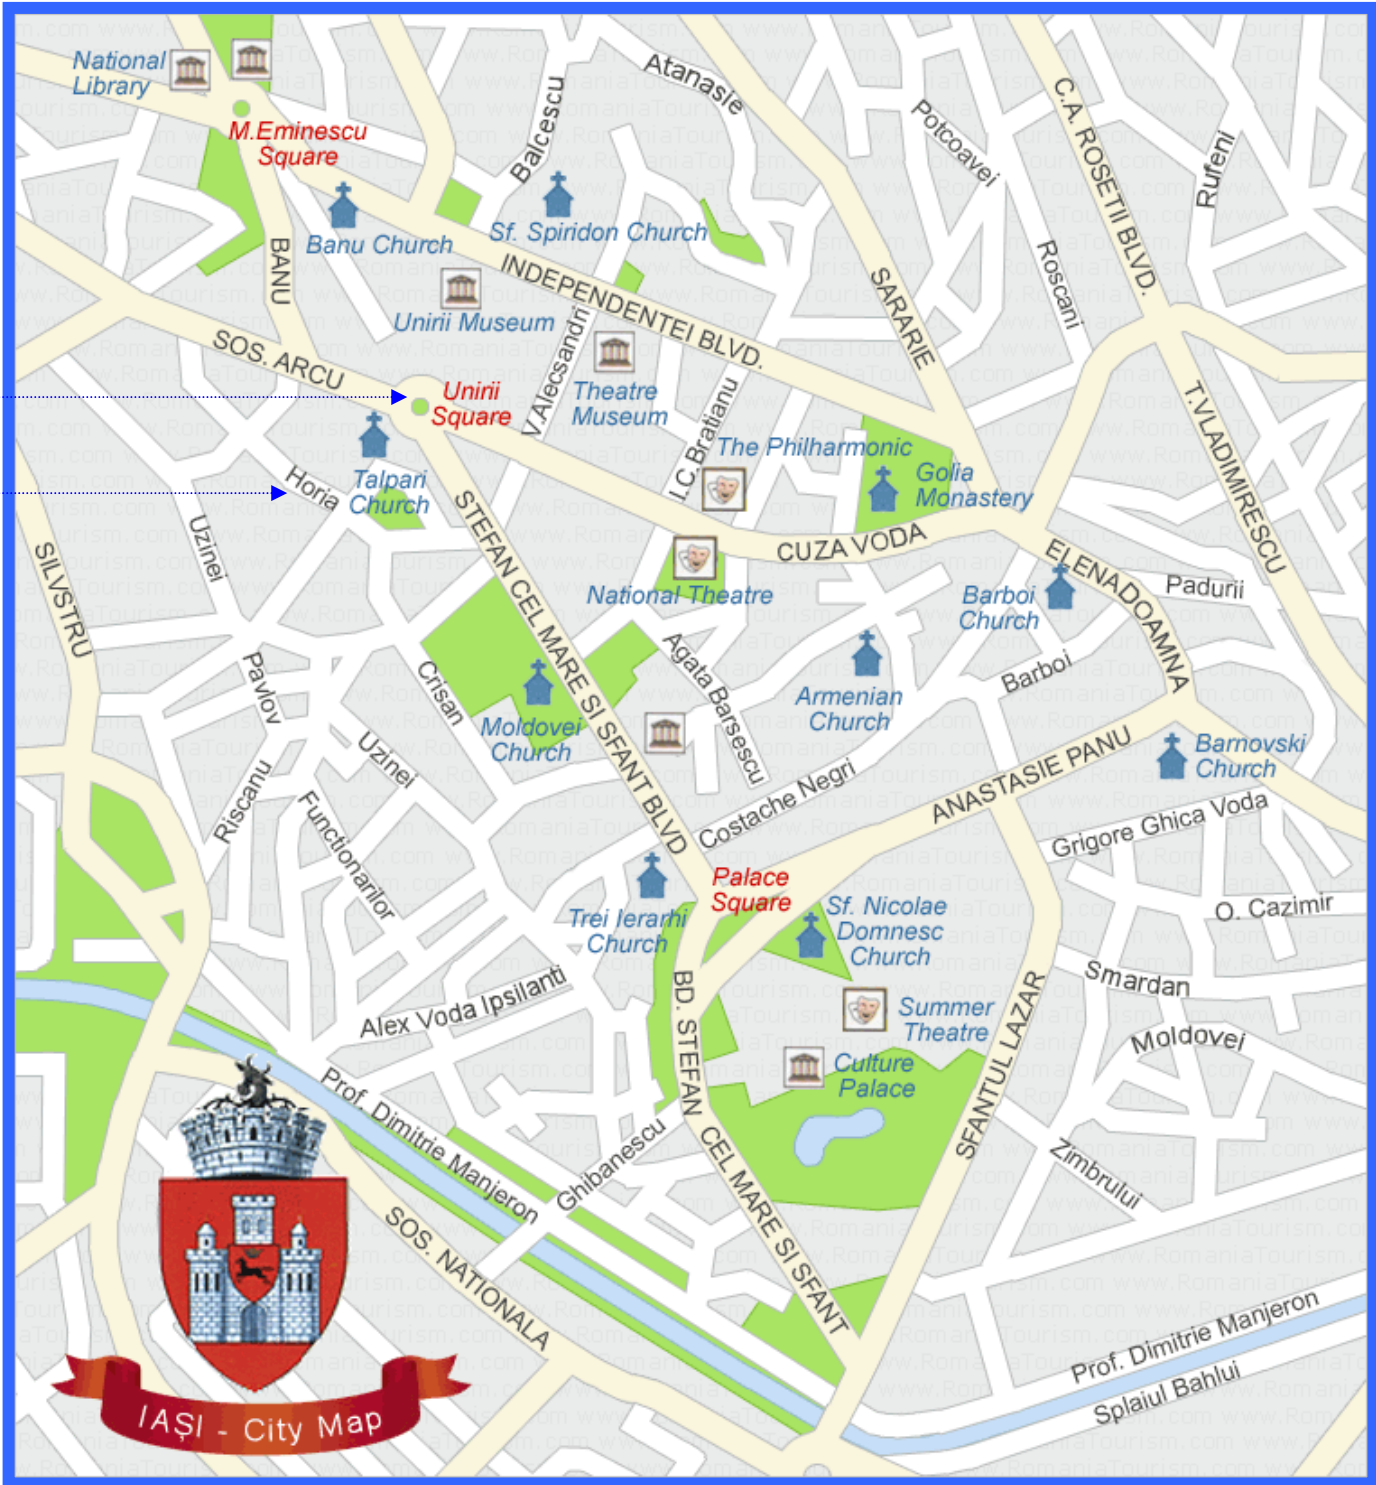 National
Library
M.Eminescu
Square
Balcescu
Atanasie
Potcoavei
C.A. ROSETII BLVD.
Rufeni
Banu Church
Sf. Spiridon Church
BANU
INDEPENDENTEI BLVD.
SARARIE
Roscani
Unirii Museum
V.Alecsandri
SOS. ARCU
Unirii
Square
Theatre
Museum
I.C.Bratianu
T.VLADIMIRESCU
The Philharmonic
Golia
Monastery
Talpari
Church
Horia
Uzinei
SILVSTRU
STEFAN CEL MARE SI SFANT BLVD
CUZA VODA
ELENADOAMNA
National Theatre
Barboi
Church
Padurii
Agata Barsescu
Armenian
Church
Barboi
Pavlov
Crisan
Moldovei
Church
Uzinei
Riscanu
Functionarilor
Costache Negri
ANASTASIE PANU
Barnovski
Church
Grigore Ghica Voda
Palace
Square
Trei Ierarhi
Church
Sf. Nicolae
Domnesc
Church
O. Cazimir
Smardan
Alex Voda Ipsilanti
BD. STEFAN CEL MARE SI SFANT
Summer
Theatre
SFANTUL LAZAR
Moldovei
Culture
Palace
Prof. Dimitrie Manjeron
Ghibanescu
Zimbrului
SOS. NATIONALA
Prof. Dimitrie Manjeron
Splaiul Bahlui
IAȘI - City Map
www.RomaniaTourism.com